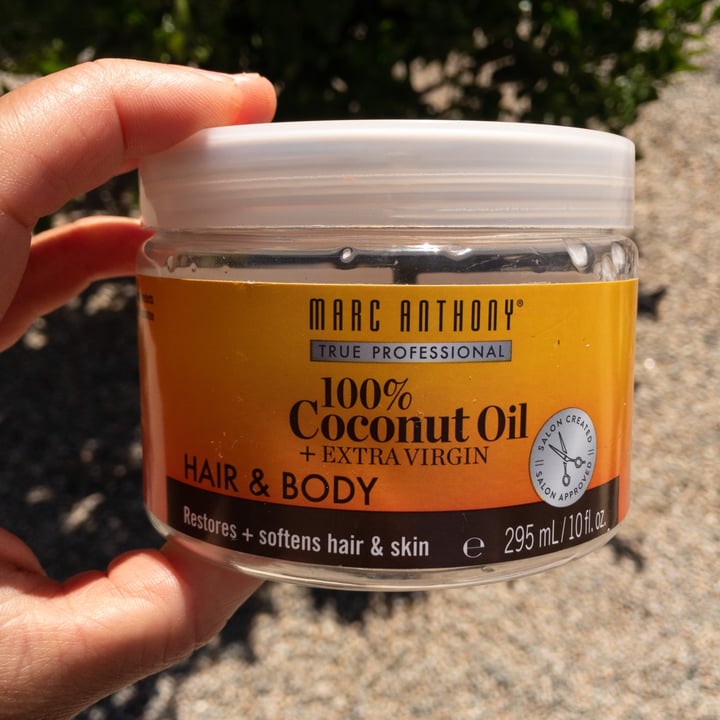 MARC ANTHONY®
TRUE PROFESSIONAL
100%
Coconut Oil
+ EXTRA VIRGIN
HAIR & BODY
SALON CREATED
SALON APPROVED
Restores + softens hair & skin
℮ 295 mL / 10 fl. oz.